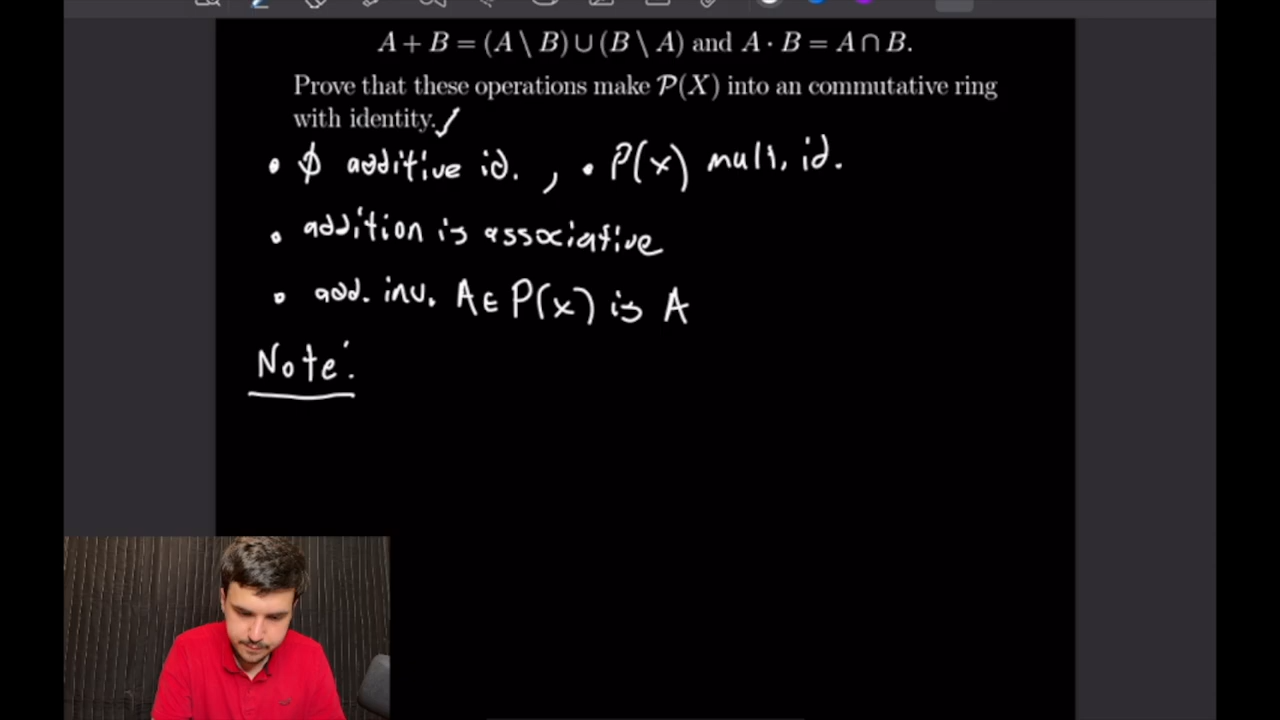 A + B = (A \ B) ∪ (B \ A) and A · B = A ∩ B.
Prove that these operations make 𝒫(X) into an commutative ring
with identity. ✓
• ∅ additive id. , • P(x) mult. id.
• addition is associative
• add. inv. A ∈ P(x) is A
Note: